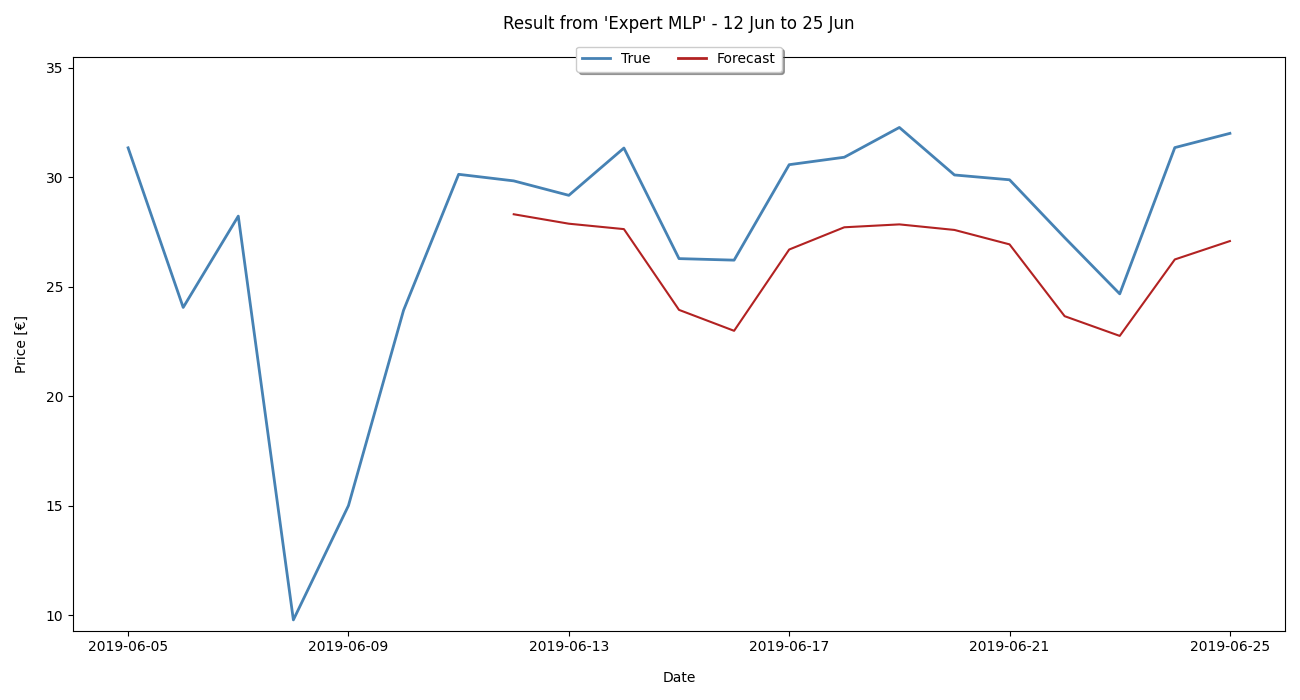 Result from 'Expert MLP' - 12 Jun to 25 Jun
True Forecast
35
30
25
20
15
10
Price [€]
2019-06-05 2019-06-09 2019-06-13 2019-06-17 2019-06-21 2019-06-25
Date